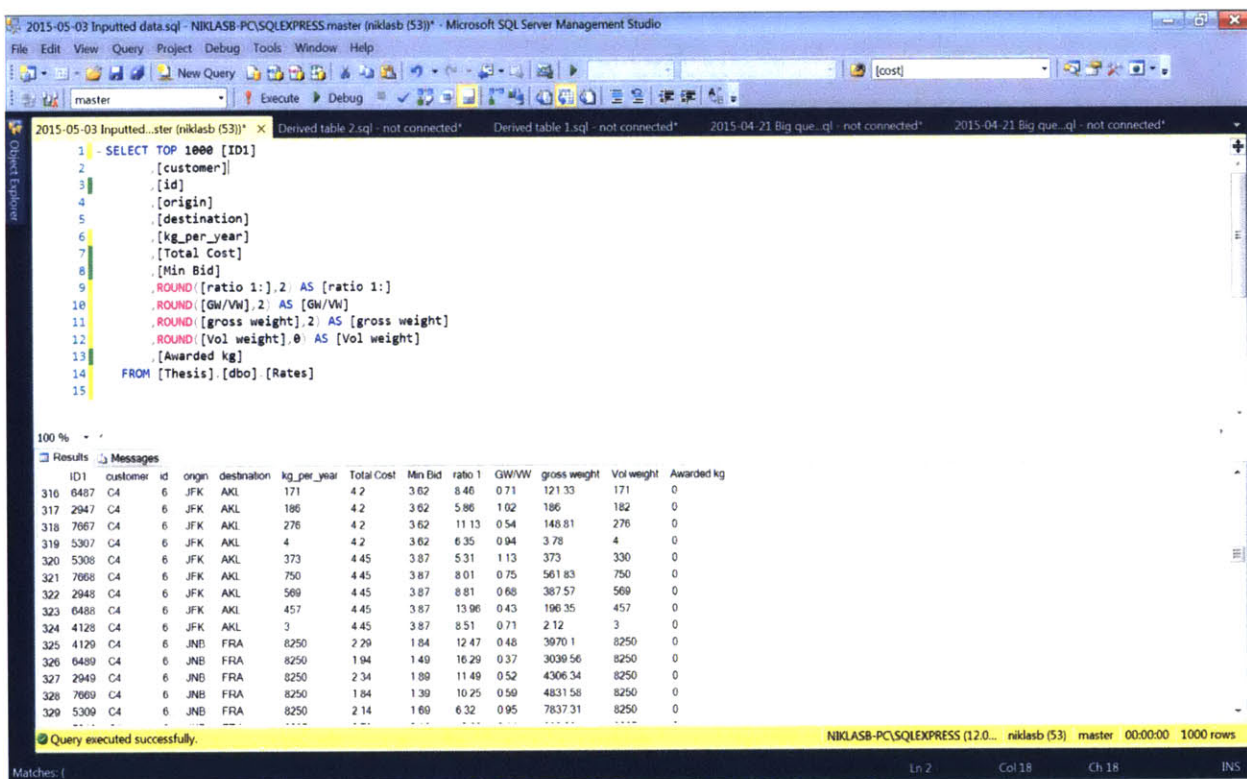 2015-05-03 Inputted data.sql - NIKLASB-PC\SQLEXPRESS.master (niklasb (53))* - Microsoft SQL Server Management Studio
File Edit View Query Project Debug Tools Window Help
New Query [cost]
master Execute Debug
2015-05-03 Inputted...ster (niklasb (53))* × Derived table 2.sql - not connected* Derived table 1.sql - not connected* 2015-04-21 Big que...ql - not connected* 2015-04-21 Big que...ql - not connected*
Object Explorer
1 SELECT TOP 1000 [ID1]
2 ,[customer]
3 ,[id]
4 ,[origin]
5 ,[destination]
6 ,[kg_per_year]
7 ,[Total Cost]
8 ,[Min Bid]
9 ,ROUND([ratio 1:],2) AS [ratio 1:]
10 ,ROUND([GW/VW],2) AS [GW/VW]
11 ,ROUND([gross weight],2) AS [gross weight]
12 ,ROUND([Vol weight],0) AS [Vol weight]
13 ,[Awarded kg]
14 FROM [Thesis].[dbo].[Rates]
15
100 %
Results Messages
ID1 customer id origin destination kg_per_year Total Cost Min Bid ratio 1 GW/VW gross weight Vol weight Awarded kg
316 6487 C4 6 JFK AKL 171 4.2 3.62 8.46 0.71 121.33 171 0
317 2947 C4 6 JFK AKL 186 4.2 3.62 5.86 1.02 186 182 0
318 7667 C4 6 JFK AKL 276 4.2 3.62 11.13 0.54 148.81 276 0
319 5307 C4 6 JFK AKL 4 4.2 3.62 6.35 0.94 3.78 4 0
320 5308 C4 6 JFK AKL 373 4.45 3.87 5.31 1.13 373 330 0
321 7668 C4 6 JFK AKL 750 4.45 3.87 8.01 0.75 561.83 750 0
322 2948 C4 6 JFK AKL 569 4.45 3.87 8.81 0.68 387.57 569 0
323 6488 C4 6 JFK AKL 457 4.45 3.87 13.96 0.43 196.35 457 0
324 4128 C4 6 JFK AKL 3 4.45 3.87 8.51 0.71 2.12 3 0
325 4129 C4 6 JNB FRA 8250 2.29 1.84 12.47 0.48 3970.1 8250 0
326 6489 C4 6 JNB FRA 8250 1.94 1.49 16.29 0.37 3039.56 8250 0
327 2949 C4 6 JNB FRA 8250 2.34 1.89 11.49 0.52 4306.34 8250 0
328 7669 C4 6 JNB FRA 8250 1.84 1.39 10.25 0.59 4831.58 8250 0
329 5309 C4 6 JNB FRA 8250 2.14 1.69 6.32 0.95 7837.31 8250 0
Query executed successfully. NIKLASB-PC\SQLEXPRESS (12.0... niklasb (53) master 00:00:00 1000 rows
Matches: ( Ln 2 Col 18 Ch 18 INS